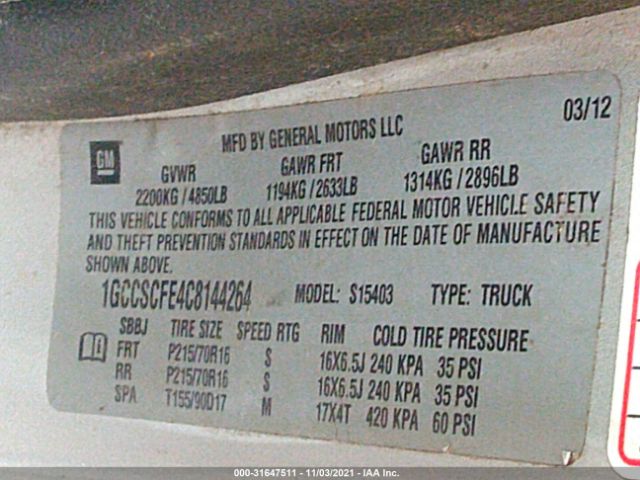 MFD BY GENERAL MOTORS LLC 03/12
GM GVWR GAWR FRT GAWR RR
2200KG / 4850LB 1194KG / 2633LB 1314KG / 2896LB
THIS VEHICLE CONFORMS TO ALL APPLICABLE FEDERAL MOTOR VEHICLE SAFETY
AND THEFT PREVENTION STANDARDS IN EFFECT ON THE DATE OF MANUFACTURE
SHOWN ABOVE.
1GCCSCFE4C8144264 MODEL: S15403 TYPE: TRUCK
SBBJ TIRE SIZE SPEED RTG RIM COLD TIRE PRESSURE
FRT P215/70R16 S 16X6.5J 240 KPA 35 PSI
RR P215/70R16 S 16X6.5J 240 KPA 35 PSI
SPA T155/90D17 M 17X4T 420 KPA 60 PSI
000-31647511 - 11/03/2021 - IAA Inc.